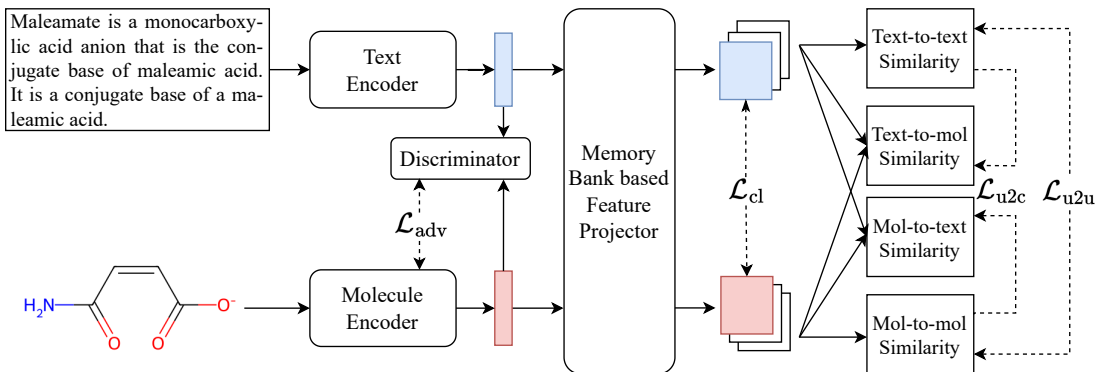 Maleamate is a monocarboxy-
lic acid anion that is the con-
jugate base of maleamic acid.
It is a conjugate base of a ma-
leamic acid.
Text
Encoder
Discriminator
ℒadv
H₂N
O
O
O⁻
Molecule
Encoder
Memory
Bank based
Feature
Projector
ℒcl
Text-to-text
Similarity
Text-to-mol
Similarity
Mol-to-text
Similarity
Mol-to-mol
Similarity
ℒu2c
ℒu2u